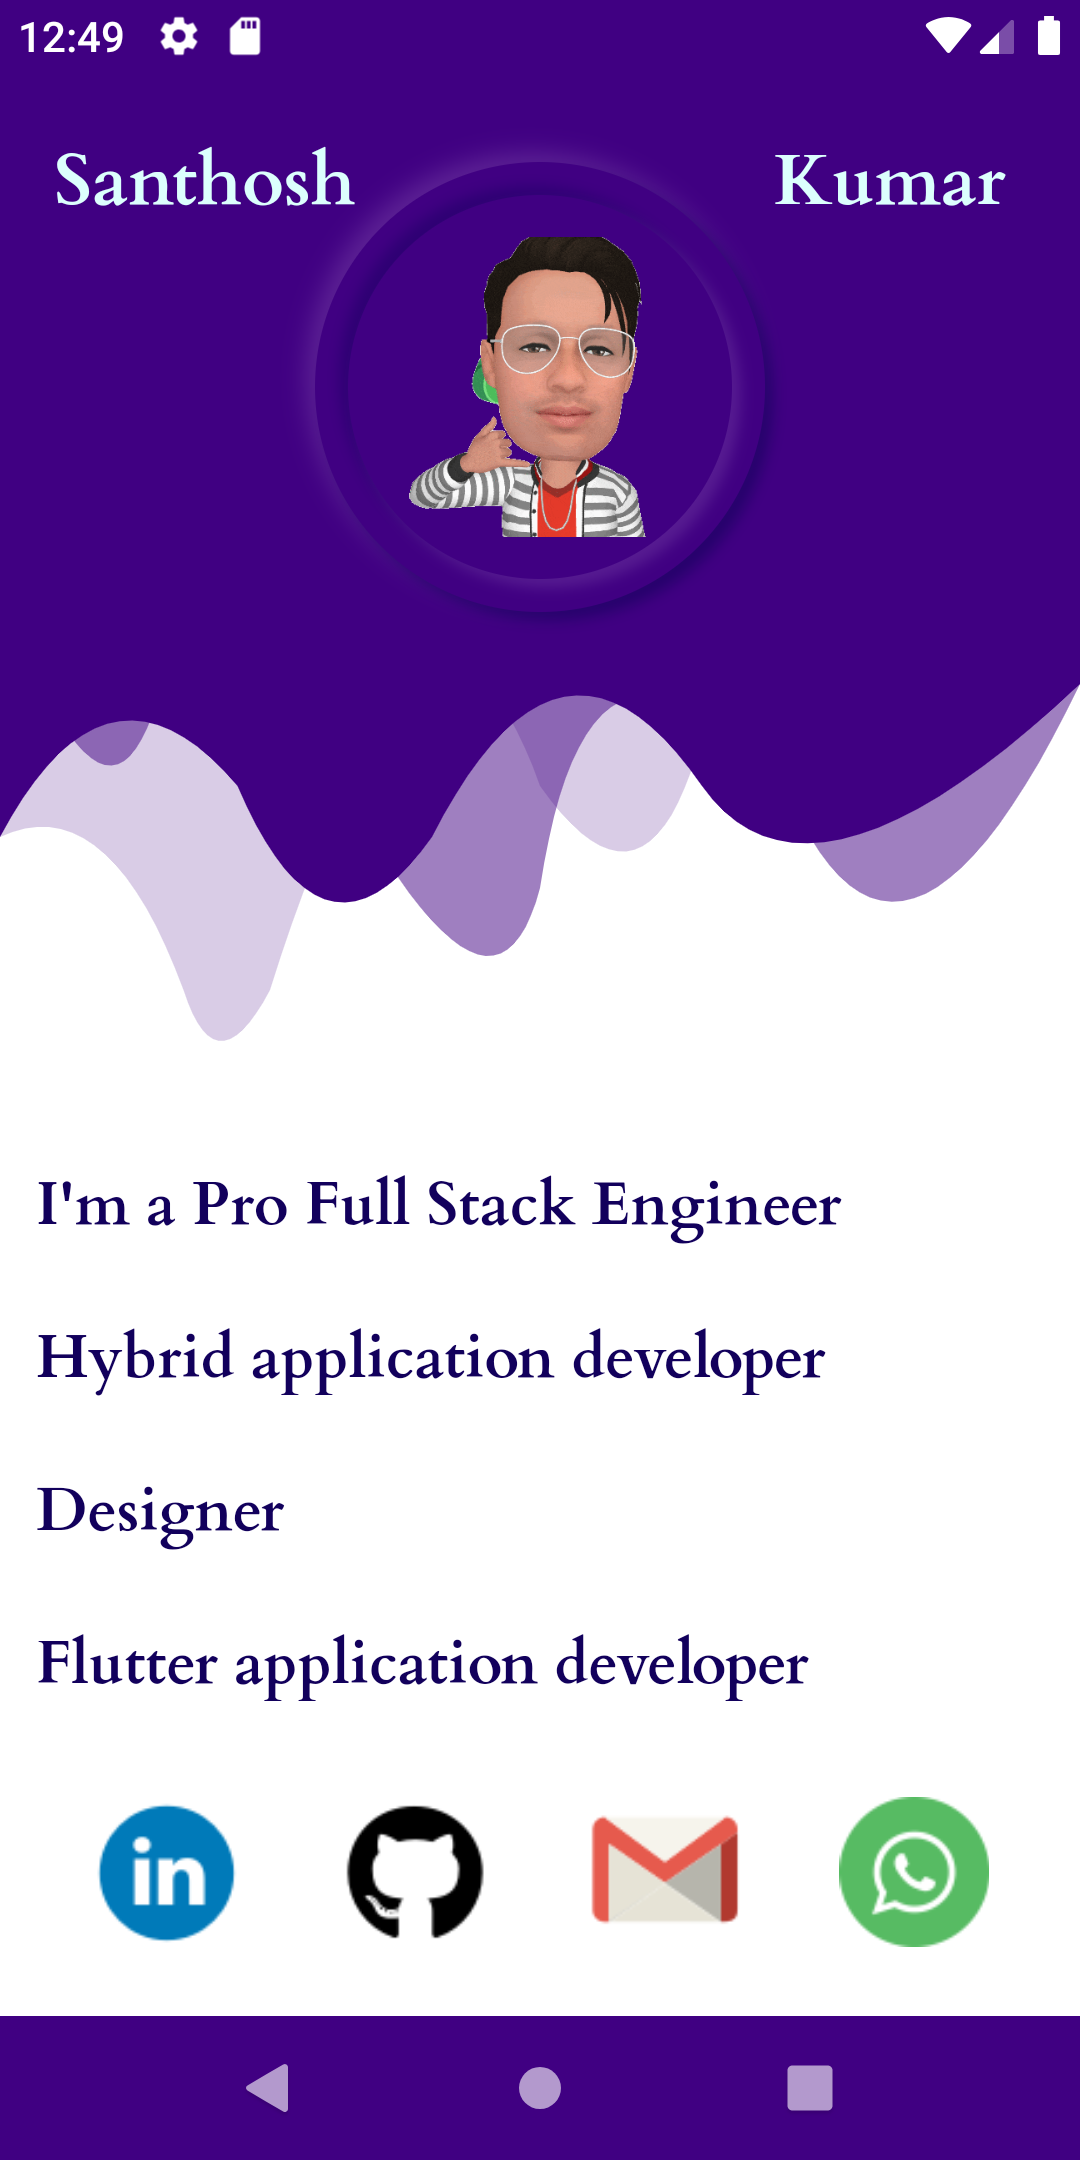 12:49
Santhosh Kumar
I'm a Pro Full Stack Engineer
Hybrid application developer
Designer
Flutter application developer
in